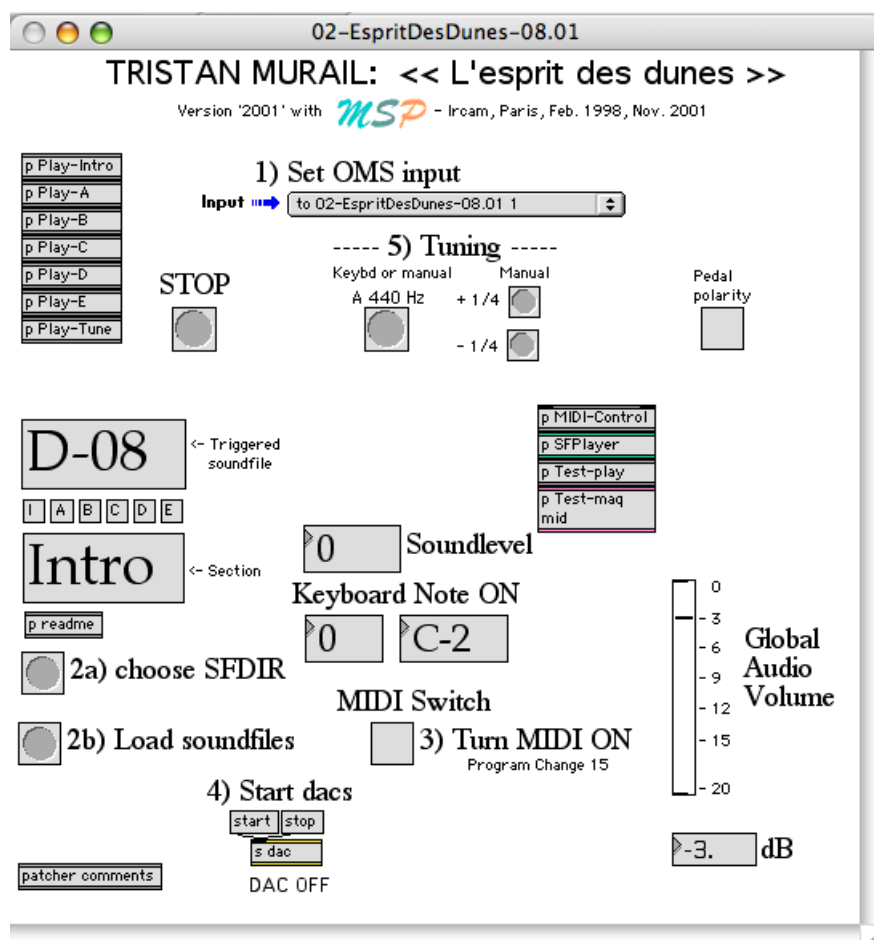 02-EspritDesDunes-08.01
TRISTAN MURAIL: << L'esprit des dunes >>
Version '2001' with MSP - Ircam, Paris, Feb. 1998, Nov. 2001
p Play-Intro
p Play-A
p Play-B
p Play-C
p Play-D
p Play-E
p Play-Tune
1) Set OMS input
Input to 02-EspritDesDunes-08.01 1
----- 5) Tuning -----
Keybd or manual Manual
A 440 Hz + 1/4
- 1/4
STOP
Pedal
polarity
D-08
<- Triggered
soundfile
I A B C D E
Intro
<- Section
p readme
p MIDI-Control
p SFPlayer
p Test-play
p Test-maq
mid
0 Soundlevel
Keyboard Note ON
0 C-2
2a) choose SFDIR
MIDI Switch
2b) Load soundfiles
3) Turn MIDI ON
Program Change 15
4) Start dacs
start stop
s dac
DAC OFF
patcher comments
0
- 3
- 6
- 9
- 12
- 15
- 20
Global
Audio
Volume
-3. dB